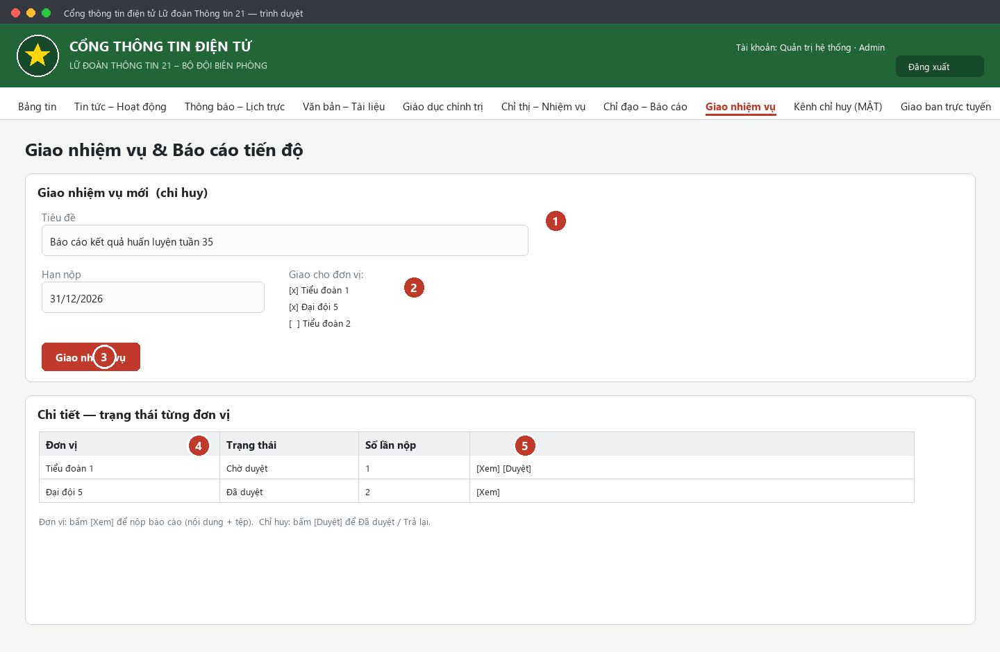 Cổng thông tin điện tử Lữ đoàn Thông tin 21 — trình duyệt
CỔNG THÔNG TIN ĐIỆN TỬ
LỮ ĐOÀN THÔNG TIN 21 – BỘ ĐỘI BIÊN PHÒNG
Tài khoản: Quản trị hệ thống · Admin
Đăng xuất
Bảng tin Tin tức – Hoạt động Thông báo – Lịch trực Văn bản – Tài liệu Giáo dục chính trị Chỉ thị – Nhiệm vụ Chỉ đạo – Báo cáo Giao nhiệm vụ Kênh chỉ huy (MẬT) Giao ban trực tuyến
Giao nhiệm vụ & Báo cáo tiến độ
Giao nhiệm vụ mới (chỉ huy)
Tiêu đề
1
Báo cáo kết quả huấn luyện tuần 35
Hạn nộp
31/12/2026
Giao cho đơn vị:
2
[x] Tiểu đoàn 1
[x] Đại đội 5
[ ] Tiểu đoàn 2
Giao 3 vụ
Chi tiết — trạng thái từng đơn vị
Đơn vị 4 Trạng thái Số lần nộp 5
Tiểu đoàn 1 Chờ duyệt 1 [Xem] [Duyệt]
Đại đội 5 Đã duyệt 2 [Xem]
Đơn vị: bấm [Xem] để nộp báo cáo (nội dung + tệp). Chỉ huy: bấm [Duyệt] để Đã duyệt / Trả lại.